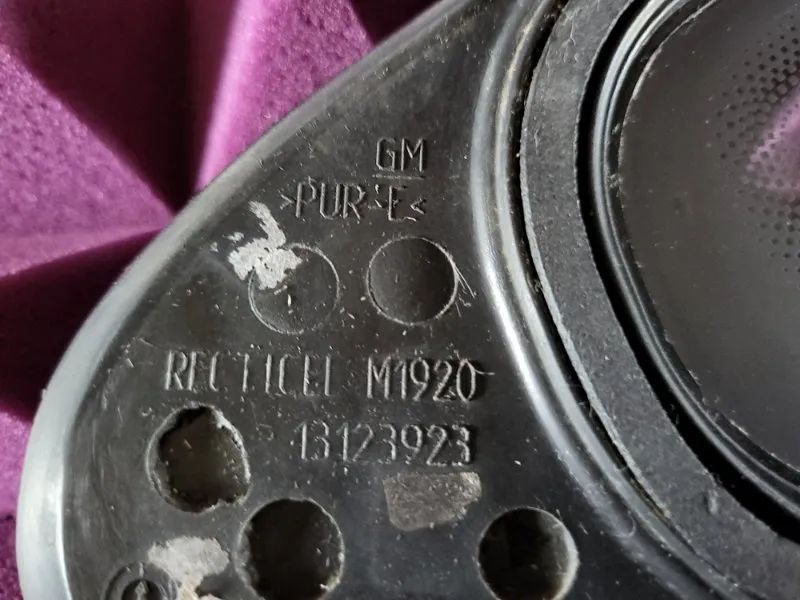 GM
>PUR-E<
RECTICEL M1920
13123923